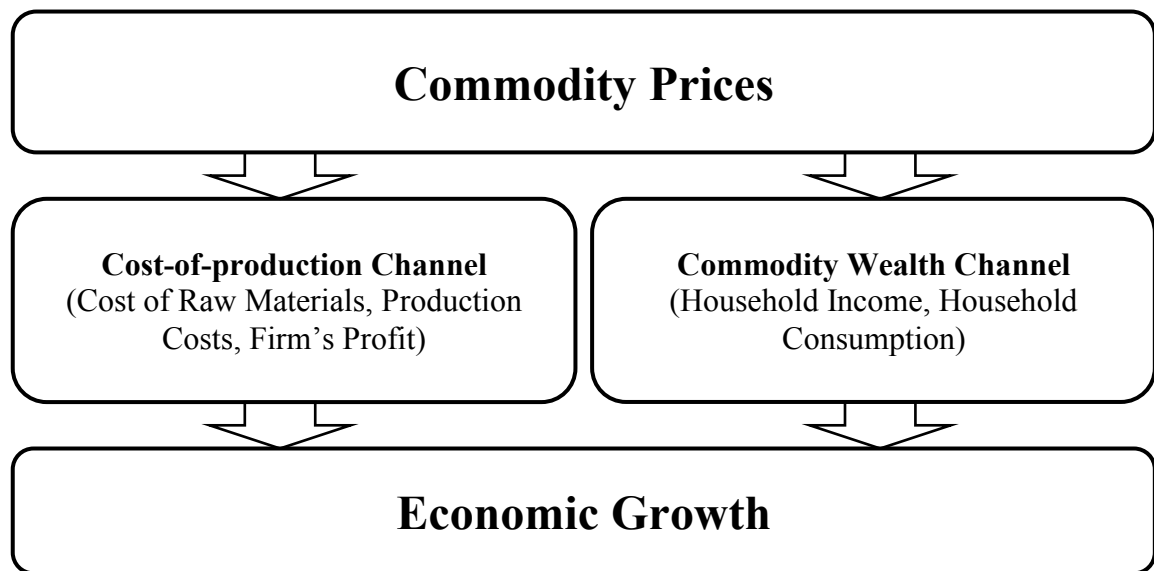 Commodity Prices
Cost-of-production Channel
(Cost of Raw Materials, Production
Costs, Firm’s Profit)
Commodity Wealth Channel
(Household Income, Household
Consumption)
Economic Growth